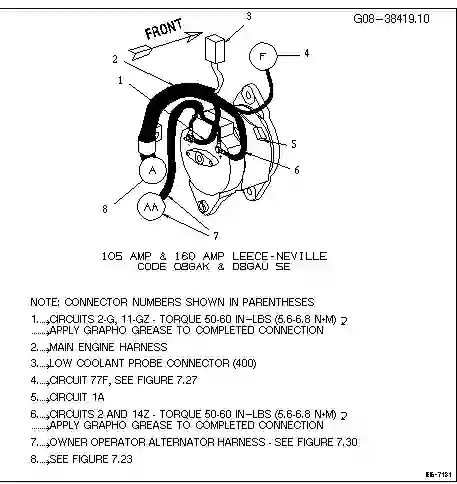 G08-38419.10
FRONT
3
F
4
2
1
5
6
A
8
AA
7
105 AMP & 160 AMP LEECE-NEVILLE
CODE 08GAK & D8GAU SE
NOTE: CONNECTOR NUMBERS SHOWN IN PARENTHESES
1....,CIRCUITS 2-G, 11-GZ - TORQUE 50-60 IN-LBS (5.6-6.8 N•M)
........,APPLY GRAPHO GREASE TO COMPLETED CONNECTION
2....,MAIN ENGINE HARNESS
3....,LOW COOLANT PROBE CONNECTOR (400)
4....,CIRCUIT 77F, SEE FIGURE 7.27
5....,CIRCUIT 1A
6....,CIRCUITS 2 AND 14Z - TORQUE 50-60 IN-LBS (5.6-6.8 N•M)
........,APPLY GRAPHO GREASE TO COMPLETED CONNECTION
7....,OWNER OPERATOR ALTERNATOR HARNESS - SEE FIGURE 7.30
8....,SEE FIGURE 7.23